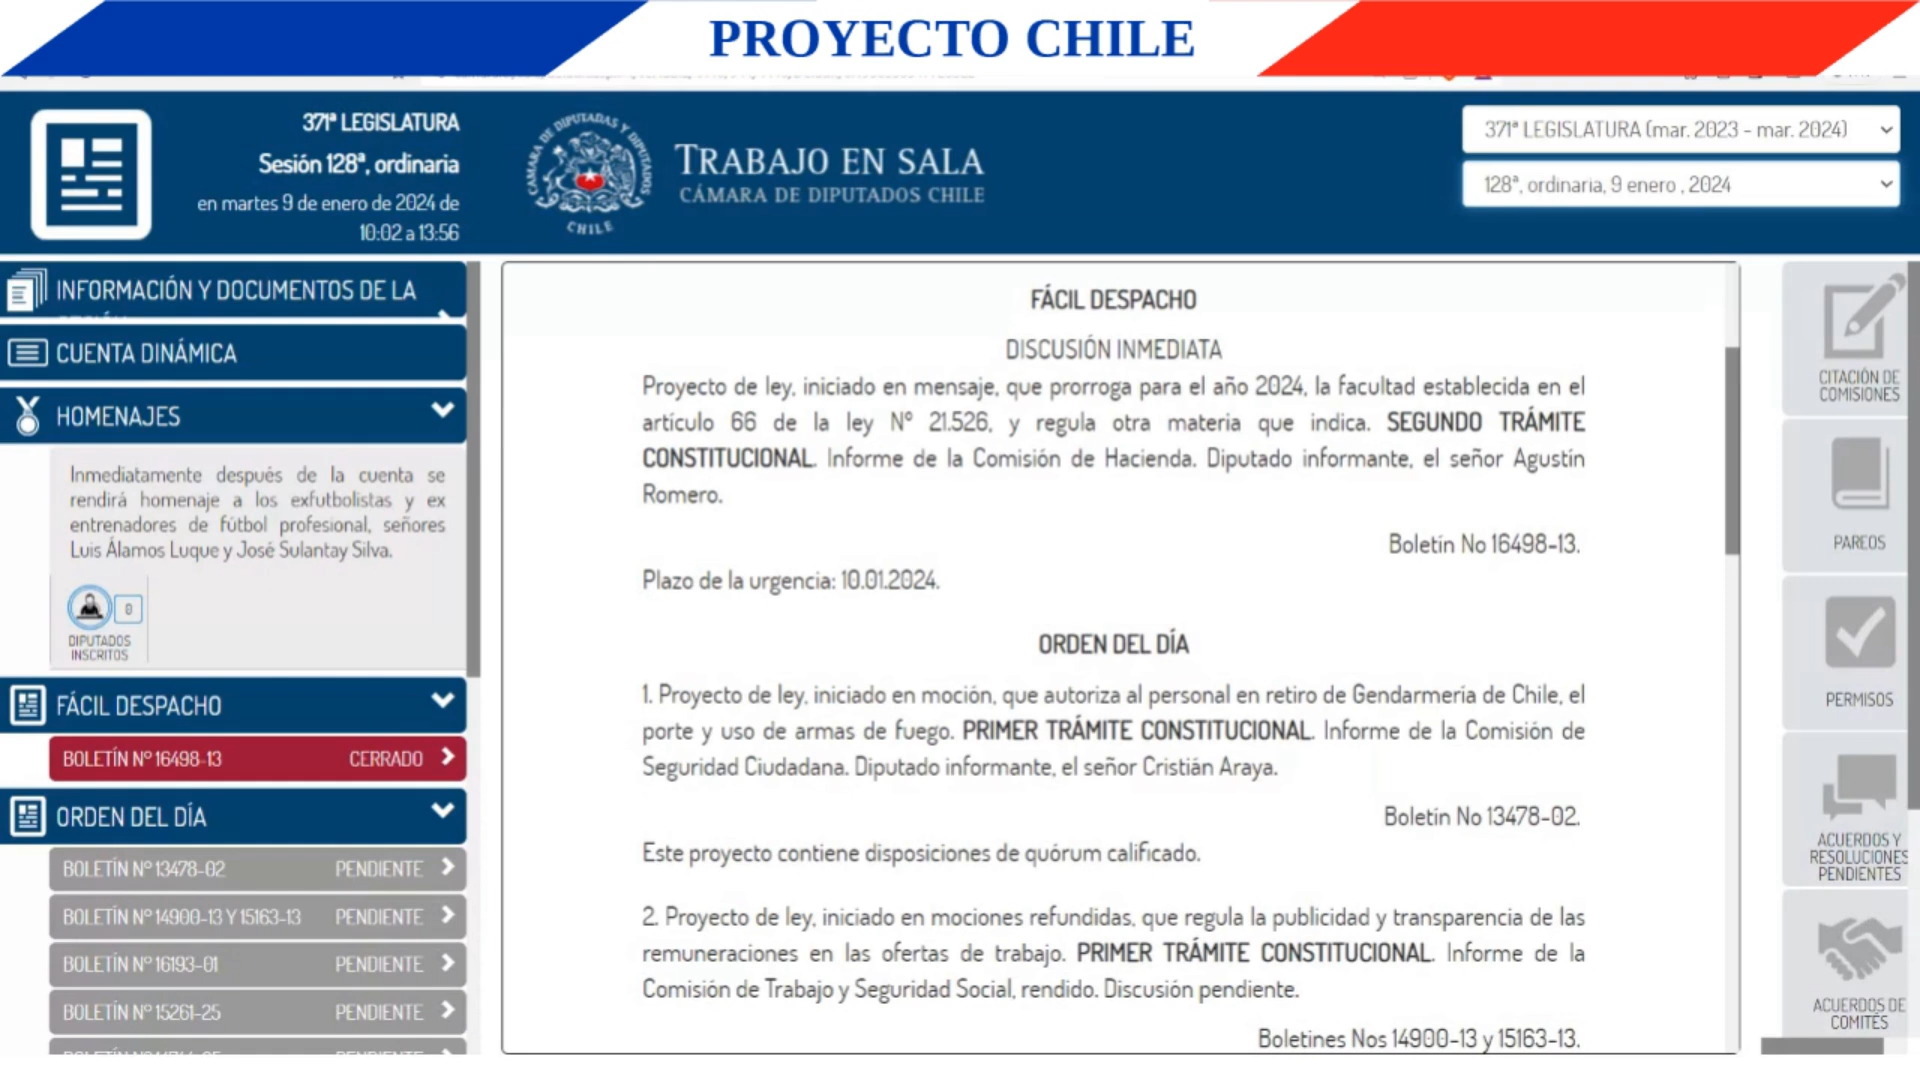 PROYECTO CHILE
371ª LEGISLATURA
Sesión 128ª, ordinaria
en martes 9 de enero de 2024 de
10:02 a 13:56
CÁMARA DE DIPUTADAS Y DIPUTADOS
CHILE
TRABAJO EN SALA
CÁMARA DE DIPUTADOS CHILE
371ª LEGISLATURA (mar. 2023 - mar. 2024)
128ª, ordinaria, 9 enero , 2024
INFORMACIÓN Y DOCUMENTOS DE LA
CUENTA DINÁMICA
HOMENAJES
Inmediatamente después de la cuenta se
rendirá homenaje a los exfutbolistas y ex
entrenadores de fútbol profesional, señores
Luis Álamos Luque y José Sulantay Silva.
0
DIPUTADOS
INSCRITOS
FÁCIL DESPACHO
BOLETÍN Nº 16498-13 CERRADO
ORDEN DEL DÍA
BOLETÍN Nº 13478-02 PENDIENTE
BOLETÍN Nº 14900-13 Y 15163-13 PENDIENTE
BOLETÍN Nº 16193-01 PENDIENTE
BOLETÍN Nº 15261-25 PENDIENTE
FÁCIL DESPACHO
DISCUSIÓN INMEDIATA
Proyecto de ley, iniciado en mensaje, que prorroga para el año 2024, la facultad establecida en el
artículo 66 de la ley Nº 21.526, y regula otra materia que indica. SEGUNDO TRÁMITE
CONSTITUCIONAL. Informe de la Comisión de Hacienda. Diputado informante, el señor Agustín
Romero.
Boletín No 16498-13.
Plazo de la urgencia: 10.01.2024.
ORDEN DEL DÍA
1. Proyecto de ley, iniciado en moción, que autoriza al personal en retiro de Gendarmería de Chile, el
porte y uso de armas de fuego. PRIMER TRÁMITE CONSTITUCIONAL. Informe de la Comisión de
Seguridad Ciudadana. Diputado informante, el señor Cristián Araya.
Boletín No 13478-02.
Este proyecto contiene disposiciones de quórum calificado.
2. Proyecto de ley, iniciado en mociones refundidas, que regula la publicidad y transparencia de las
remuneraciones en las ofertas de trabajo. PRIMER TRÁMITE CONSTITUCIONAL. Informe de la
Comisión de Trabajo y Seguridad Social, rendido. Discusión pendiente.
Boletines Nos 14900-13 y 15163-13.
CITACIÓN DE
COMISIONES
PAREOS
PERMISOS
ACUERDOS Y
RESOLUCIONES
PENDIENTES
ACUERDOS DE
COMITÉS